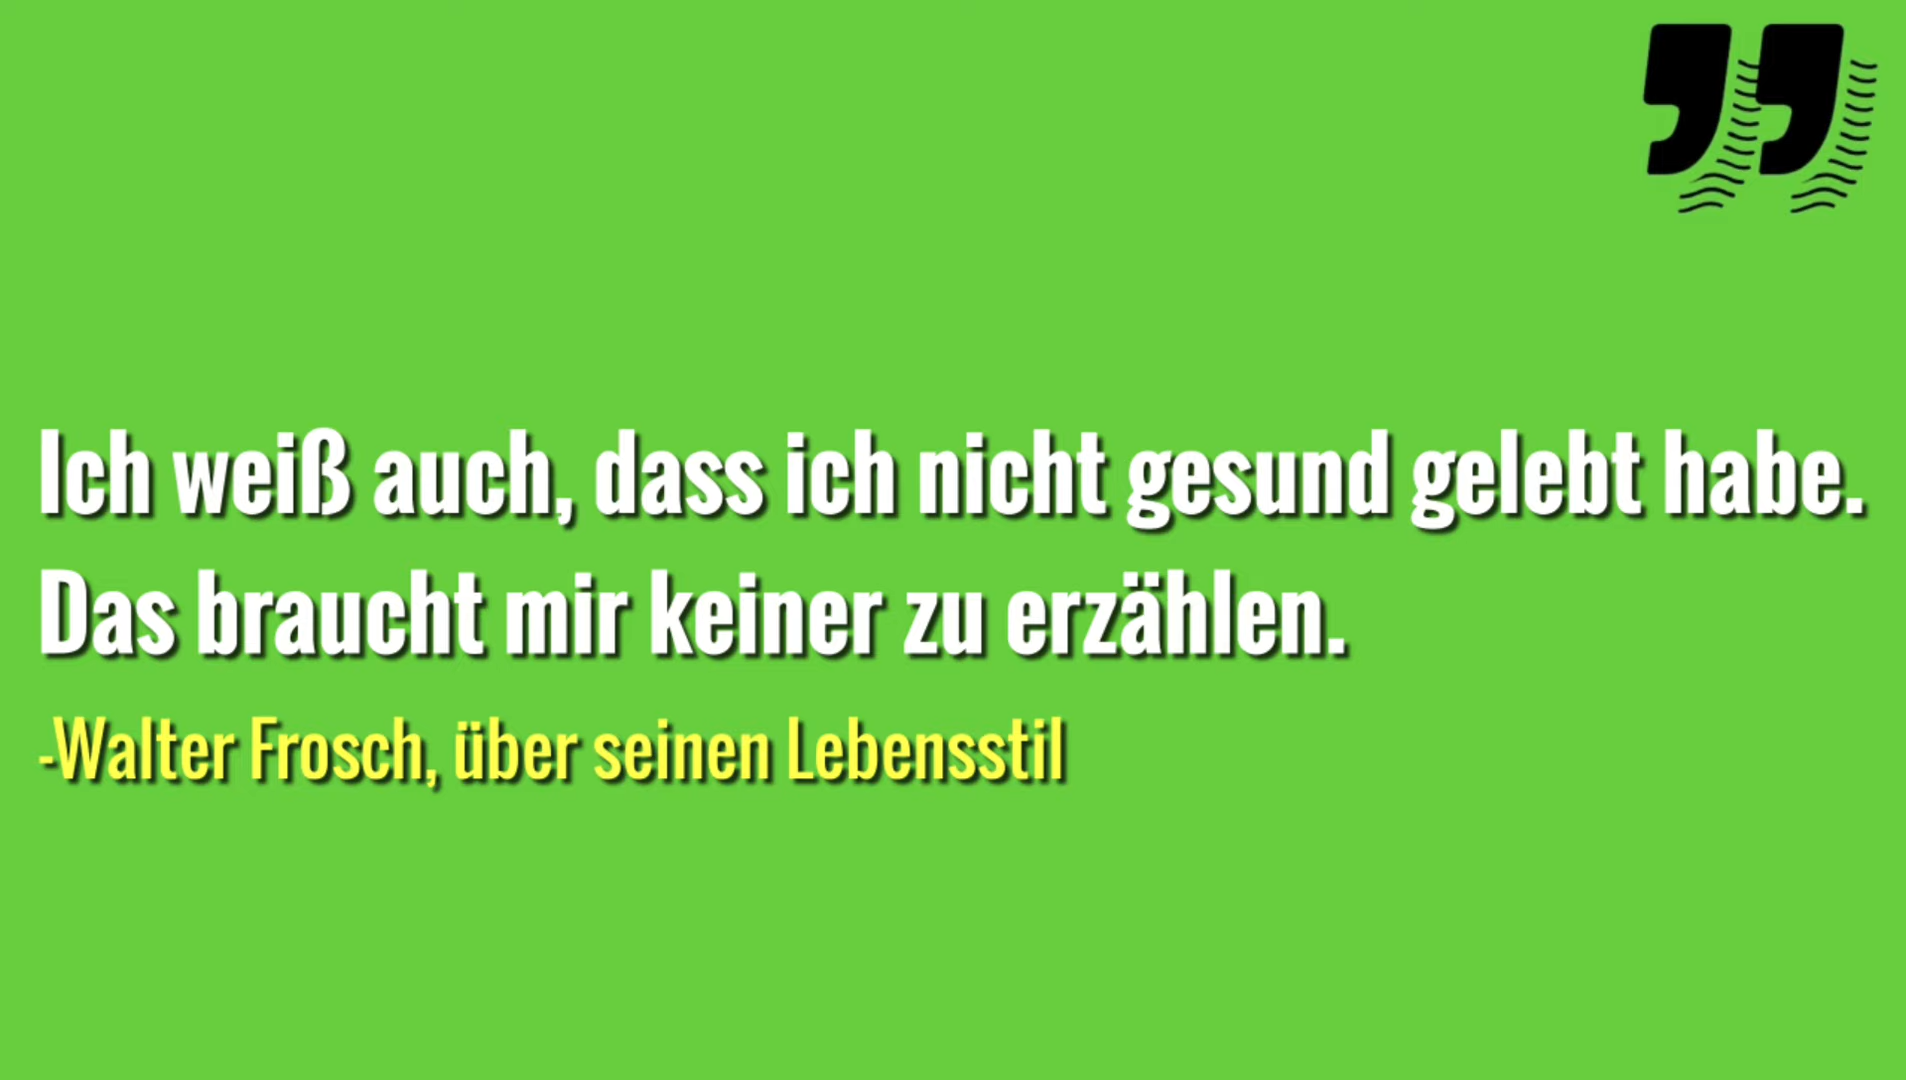 Ich weiß auch, dass ich nicht gesund gelebt habe.
Das braucht mir keiner zu erzählen.
-Walter Frosch, über seinen Lebensstil